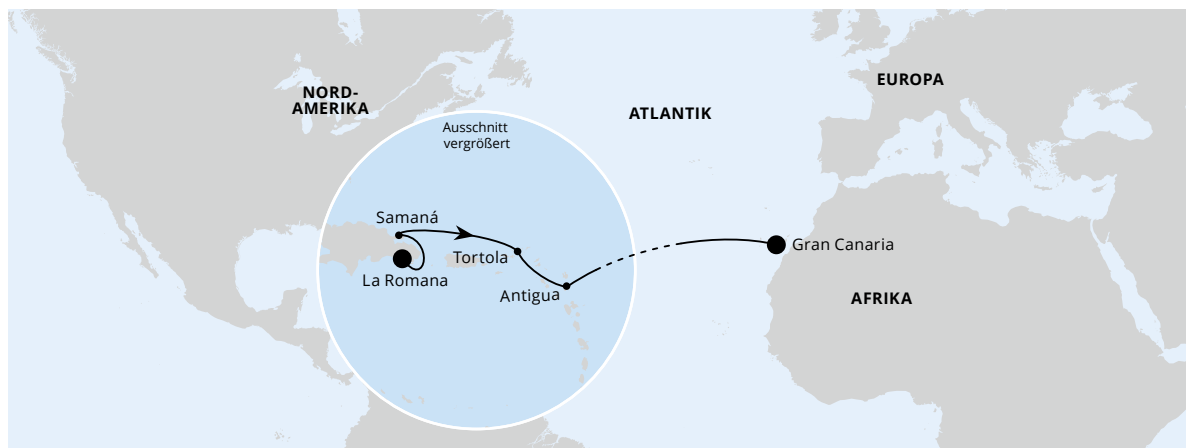 NORD-
AMERIKA
EUROPA
ATLANTIK
Ausschnitt
vergrößert
Samaná
Tortola
La Romana
Antigua
Gran Canaria
AFRIKA